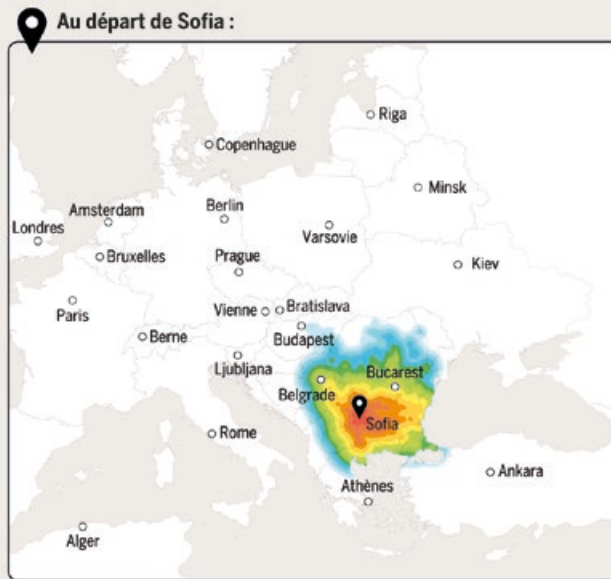 Au départ de Sofia :
Riga
Copenhague
Minsk
Amsterdam
Berlin
Londres
Varsovie
Bruxelles
Prague
Kiev
Paris
Vienne
Bratislava
Berne
Budapest
Ljubljana
Bucarest
Belgrade
Sofia
Rome
Ankara
Athènes
Alger